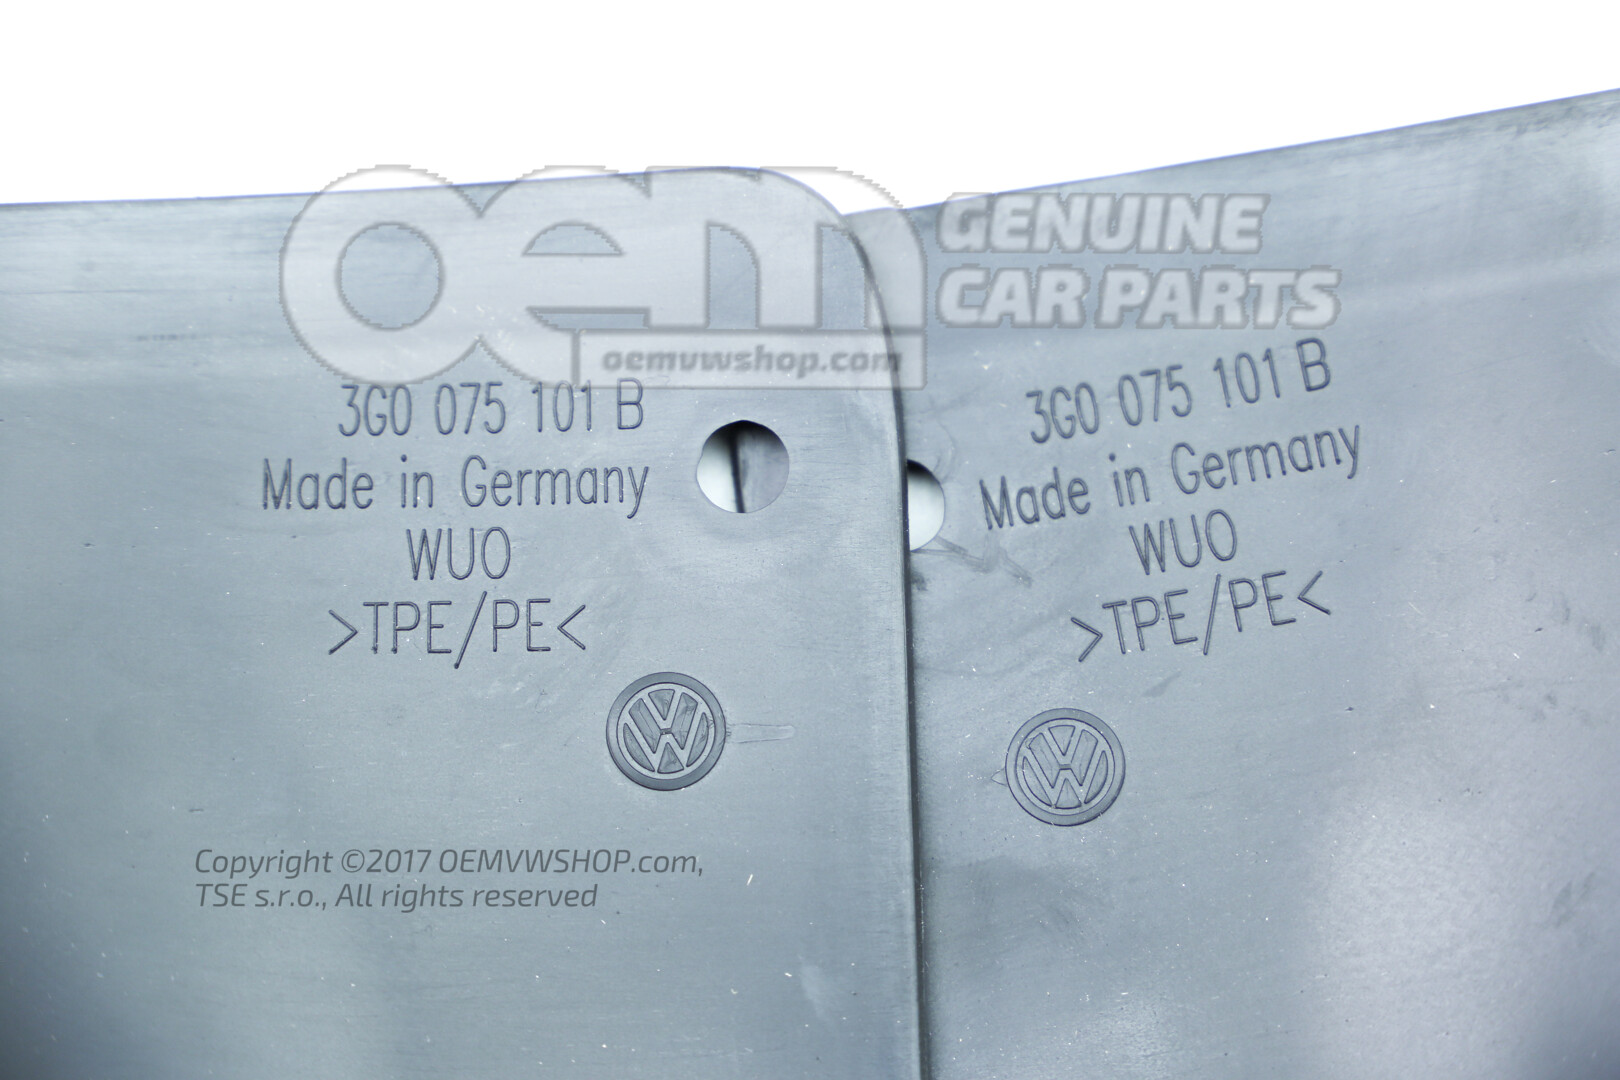 oem GENUINE
CAR PARTS
oemvwshop.com
3G0 075 101 B
Made in Germany
WUO
>TPE/PE<
3G0 075 101 B
Made in Germany
WUO
>TPE/PE<
Copyright ©2017 OEMVWSHOP.com,
TSE s.r.o., All rights reserved